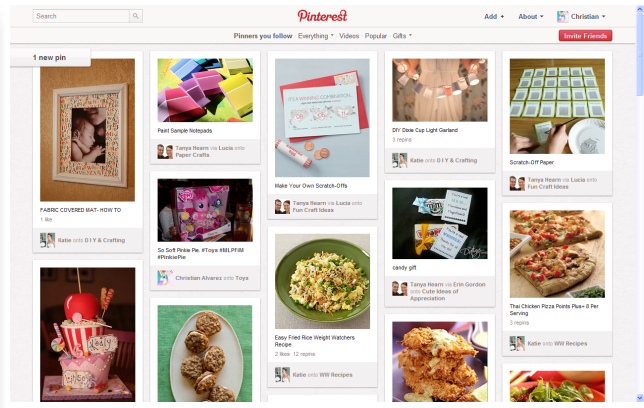 Search
Pinterest
Add +
About
Christian
Pinners you follow · Everything · Videos · Popular · Gifts
Invite Friends
1 new pin
FABRIC COVERED MAT- HOW TO
1 like
Katie onto D I Y & Crafting
Paint Sample Notepads
Tanya Hearn via Lucia onto
Paper Crafts
So Soft Pinkie Pie. #Toys #MLPFiM
#PinkiePie
Christian Alvarez onto Toys
IT'S A WINNING COMBINATION.
Make Your Own Scratch-Offs
Tanya Hearn via Lucia onto
Fun Craft Ideas
Easy Fried Rice Weight Watchers
Recipe
2 likes 12 repins
Katie onto WW Recipes
DIY Dixie Cup Light Garland
3 repins
Katie onto D I Y & Crafting
candy gift
Tanya Hearn via Erin Gordon
onto Cute Ideas of
Appreciation
Scratch-Off Paper
Tanya Hearn via Lucia onto
Fun Craft Ideas
Thai Chicken Pizza Points Plus+ 8 Per
Serving
3 repins
Katie onto WW Recipes